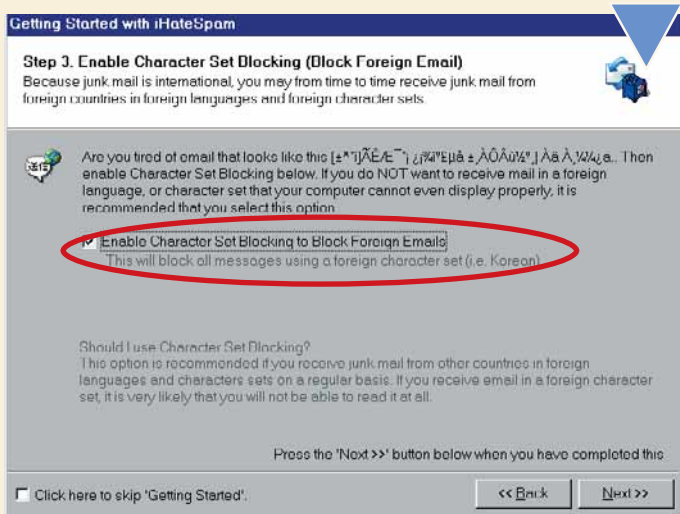 Getting Started with iHateSpam
Step 3. Enable Character Set Blocking (Block Foreign Email)
Because junk mail is international, you may from time to time receive junk mail from
foreign countries in foreign languages and foreign character sets.
Are you tired of email that looks like this
Then
enable Character Set Blocking below. If you do NOT want to receive mail in a foreign
language, or character set that your computer cannot even display properly, it is
recommended that you select this option
Enable Character Set Blocking to Block Foreign Emails
This will block all messages using a foreign character set (i.e. Korean)
Should I use Character Set Blocking?
This option is recommended if you receive junk mail from other countries in foreign
languages and characters sets on a regular basis. If you receive email in a foreign character
set, it is very likely that you will not be able to read it at all.
Press the 'Next >>' button below when you have completed this
Click here to skip 'Getting Started'.
<< Back
Next >>